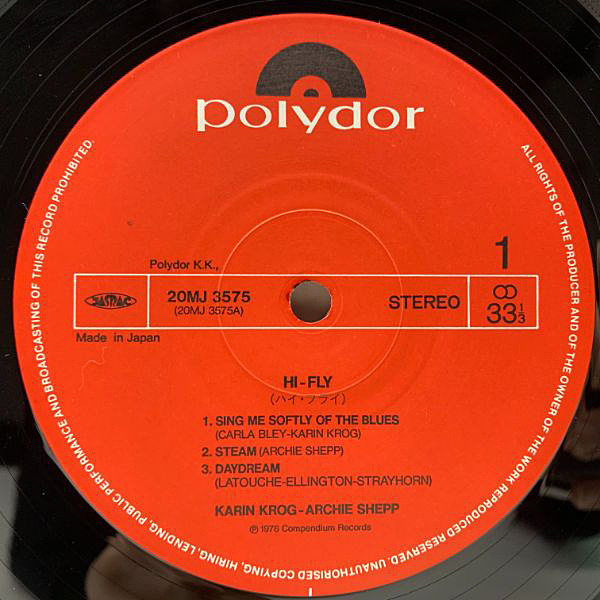 polydor
1
Polydor K.K.,
JASRAC
20MJ 3575
(20MJ 3575A)
STEREO
33 1/3
Made in Japan
HI-FLY
(ハイ・フライ)
1. SING ME SOFTLY OF THE BLUES
(CARLA BLEY-KARIN KROG)
2. STEAM (ARCHIE SHEPP)
3. DAYDREAM
(LATOUCHE-ELLINGTON-STRAYHORN)
KARIN KROG-ARCHIE SHEPP
℗ 1976 Compendium Records
ALL RIGHTS OF THE PRODUCER AND OF THE OWNER OF THE WORK REPRODUCED RESERVED. UNAUTHORISED COPYING, HIRING, LENDING, PUBLIC PERFORMANCE AND BROADCASTING OF THIS RECORD PROHIBITED.